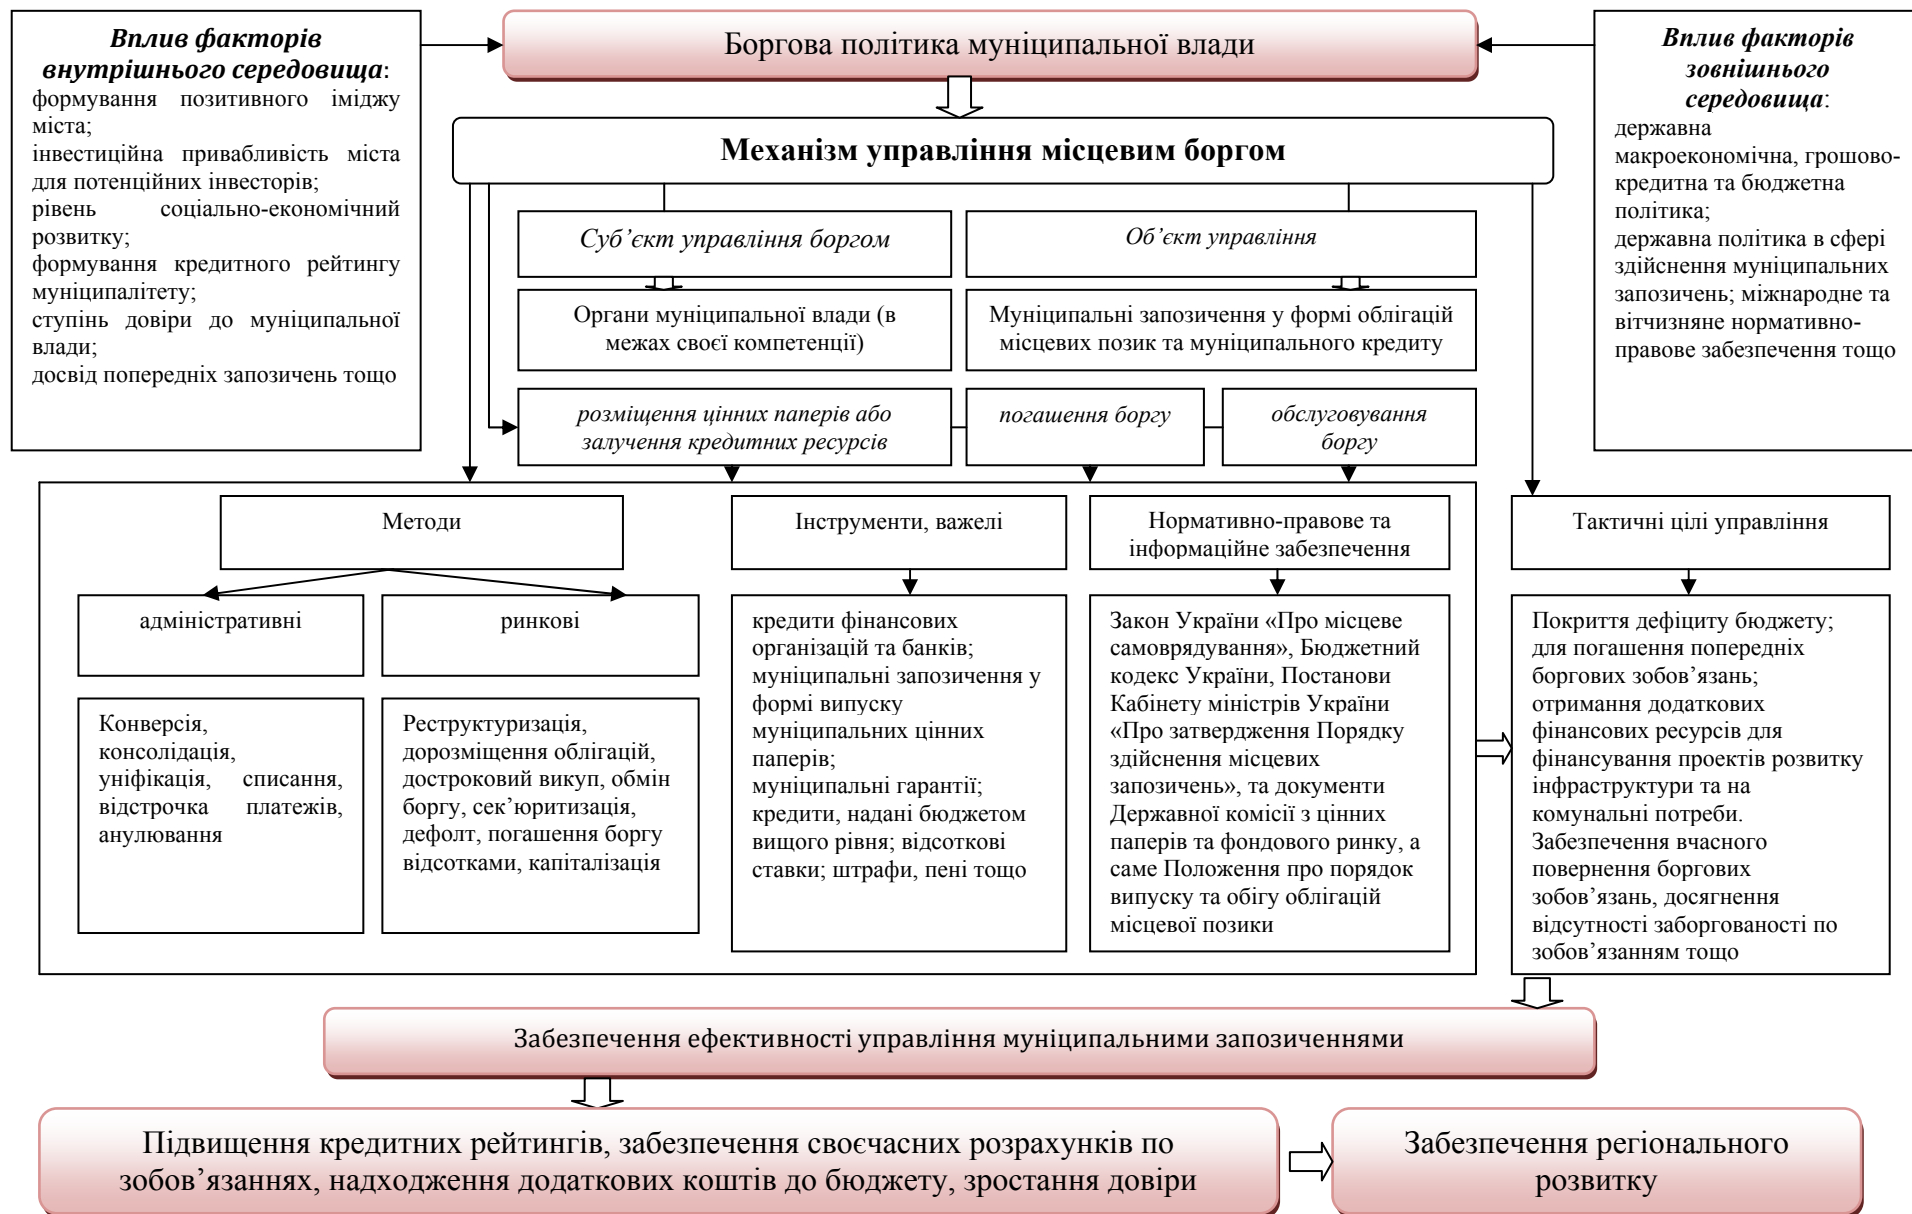 Вплив факторів
внутрішнього середовища:
формування позитивного іміджу
міста;
інвестиційна привабливість міста
для потенційних інвесторів;
рівень соціально-економічний
розвитку;
формування кредитного рейтингу
муніципалітету;
ступінь довіри до муніципальної
влади;
досвід попередніх запозичень тощо
Боргова політика муніципальної влади
Вплив факторів
зовнішнього
середовища:
державна
макроекономічна, грошово-
кредитна та бюджетна
політика;
державна політика в сфері
здійснення муніципальних
запозичень; міжнародне та
вітчизняне нормативно-
правове забезпечення тощо
Механізм управління місцевим боргом
Суб’єкт управління боргом
Об’єкт управління
Органи муніципальної влади (в
межах своєї компетенції)
Муніципальні запозичення у формі облігацій
місцевих позик та муніципального кредиту
розміщення цінних паперів або
залучення кредитних ресурсів
погашення боргу
обслуговування
боргу
Методи
Інструменти, важелі
Нормативно-правове та
інформаційне забезпечення
Тактичні цілі управління
адміністративні
ринкові
Конверсія,
консолідація,
уніфікація, списання,
відстрочка платежів,
анулювання
Реструктуризація,
дорозміщення облігацій,
достроковий викуп, обмін
боргу, сек’юритизація,
дефолт, погашення боргу
відсотками, капіталізація
кредити фінансових
організацій та банків;
муніципальні запозичення у
формі випуску
муніципальних цінних
паперів;
муніципальні гарантії;
кредити, надані бюджетом
вищого рівня; відсоткові
ставки; штрафи, пені тощо
Закон України «Про місцеве
самоврядування», Бюджетний
кодекс України, Постанови
Кабінету міністрів України
«Про затвердження Порядку
здійснення місцевих
запозичень», та документи
Державної комісії з цінних
паперів та фондового ринку, а
саме Положення про порядок
випуску та обігу облігацій
місцевої позики
Покриття дефіциту бюджету;
для погашення попередніх
боргових зобов’язань;
отримання додаткових
фінансових ресурсів для
фінансування проектів розвитку
інфраструктури та на
комунальні потреби.
Забезпечення вчасного
повернення боргових
зобов’язань, досягнення
відсутності заборгованості по
зобов’язанням тощо
Забезпечення ефективності управління муніципальними запозиченнями
Підвищення кредитних рейтингів, забезпечення своєчасних розрахунків по
зобов’язаннях, надходження додаткових коштів до бюджету, зростання довіри
Забезпечення регіонального
розвитку